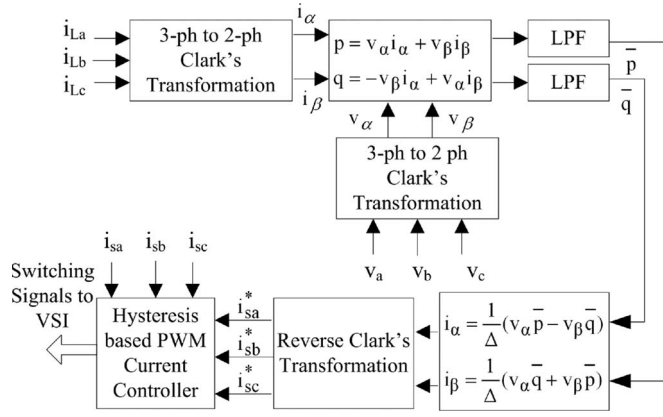 i_La
i_Lb
i_Lc
3-ph to 2-ph
Clark's
Transformation
i_α
i_β
p = v_α i_α + v_β i_β
q = −v_β i_α + v_α i_β
LPF
LPF
p̅
q̅
v_α v_β
3-ph to 2 ph
Clark's
Transformation
v_a v_b v_c
i_sa i_sb i_sc
Switching
Signals to
VSI
Hysteresis
based PWM
Current
Controller
i*_sa
i*_sb
i*_sc
Reverse Clark's
Transformation
i_α = 1/Δ (v_α p̅ − v_β q̅)
i_β = 1/Δ (v_α q̅ + v_β p̅)